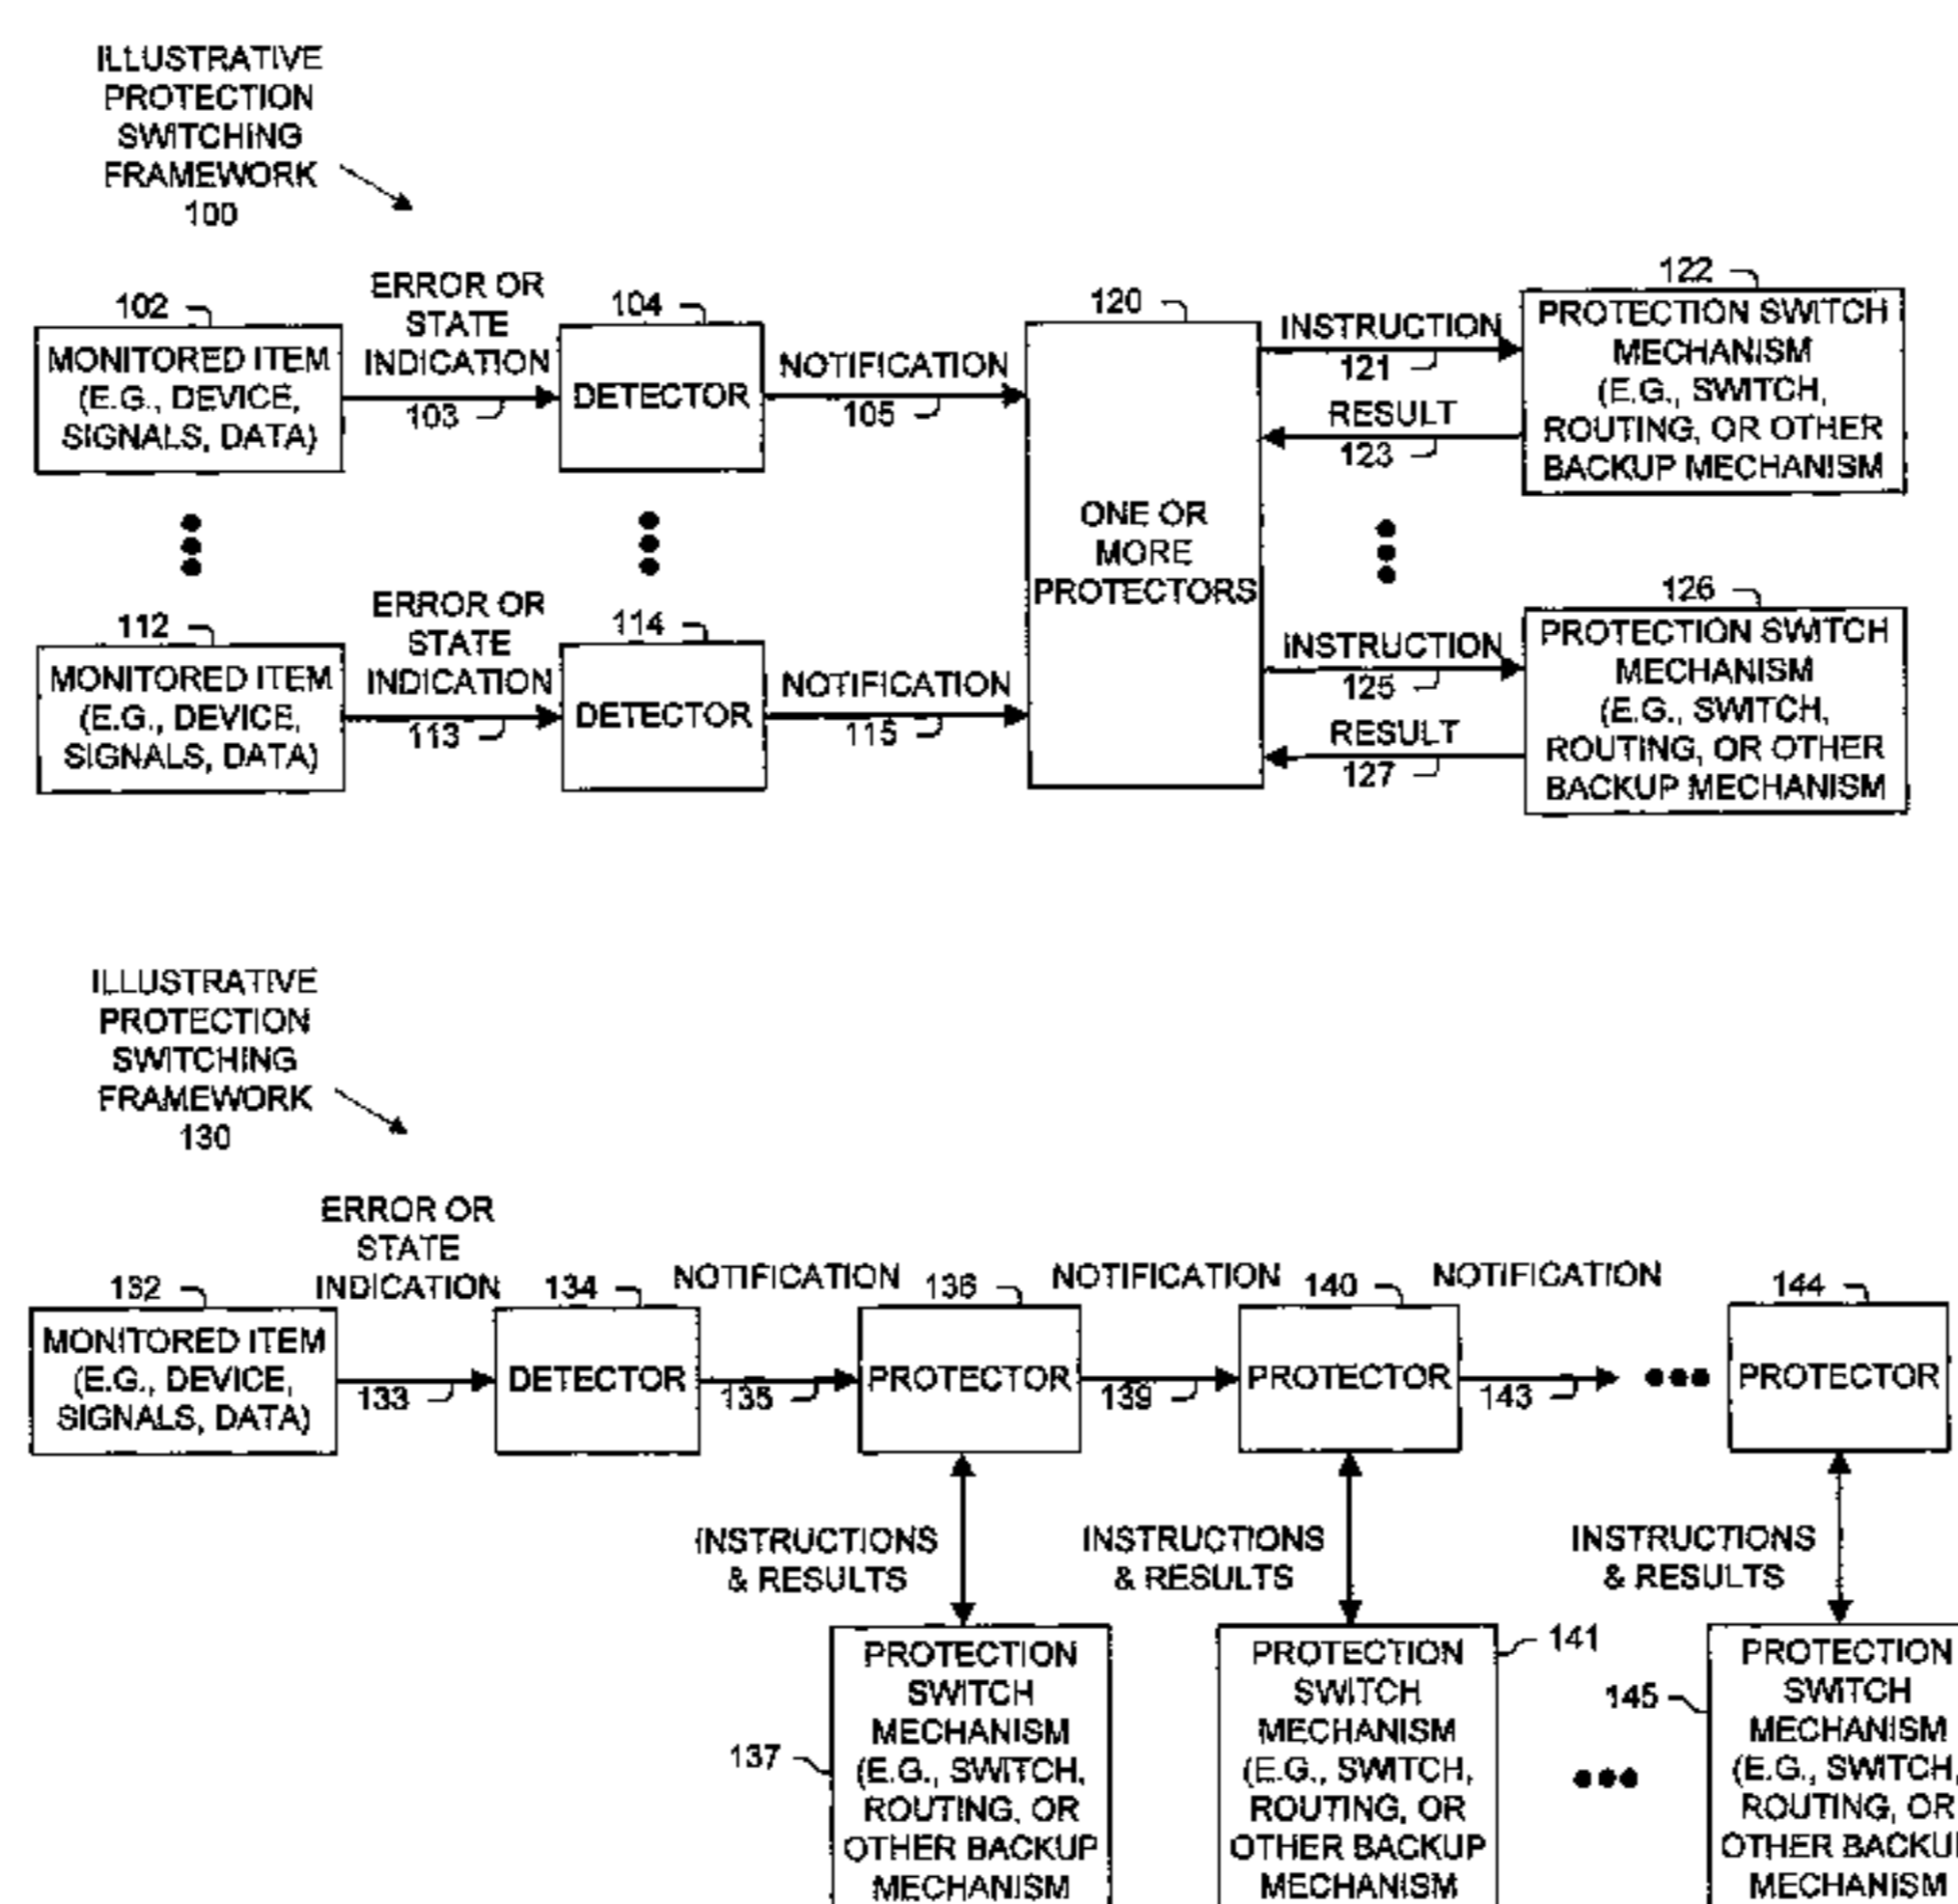 ILLUSTRATIVE
PROTECTION
SWITCHING
FRAMEWORK
100
102
MONITORED ITEM
(E.G., DEVICE,
SIGNALS, DATA)
ERROR OR
STATE
INDICATION
103
104
DETECTOR
NOTIFICATION
105
120
ONE OR
MORE
PROTECTORS
INSTRUCTION
121
RESULT
123
122
PROTECTION SWITCH
MECHANISM
(E.G., SWITCH,
ROUTING, OR OTHER
BACKUP MECHANISM
112
MONITORED ITEM
(E.G., DEVICE,
SIGNALS, DATA)
ERROR OR
STATE
INDICATION
113
114
DETECTOR
NOTIFICATION
115
INSTRUCTION
125
RESULT
127
126
PROTECTION SWITCH
MECHANISM
(E.G., SWITCH,
ROUTING, OR OTHER
BACKUP MECHANISM
ILLUSTRATIVE
PROTECTION
SWITCHING
FRAMEWORK
130
132
MONITORED ITEM
(E.G., DEVICE,
SIGNALS, DATA)
ERROR OR
STATE
INDICATION
133
134
DETECTOR
NOTIFICATION
135
136
PROTECTOR
NOTIFICATION
139
140
PROTECTOR
NOTIFICATION
143
144
PROTECTOR
INSTRUCTIONS
& RESULTS
INSTRUCTIONS
& RESULTS
INSTRUCTIONS
& RESULTS
137
PROTECTION
SWITCH
MECHANISM
(E.G., SWITCH,
ROUTING, OR
OTHER BACKUP
MECHANISM
141
PROTECTION
SWITCH
MECHANISM
(E.G., SWITCH,
ROUTING, OR
OTHER BACKUP
MECHANISM
145
PROTECTION
SWITCH
MECHANISM
(E.G., SWITCH,
ROUTING, OR
OTHER BACKUP
MECHANISM